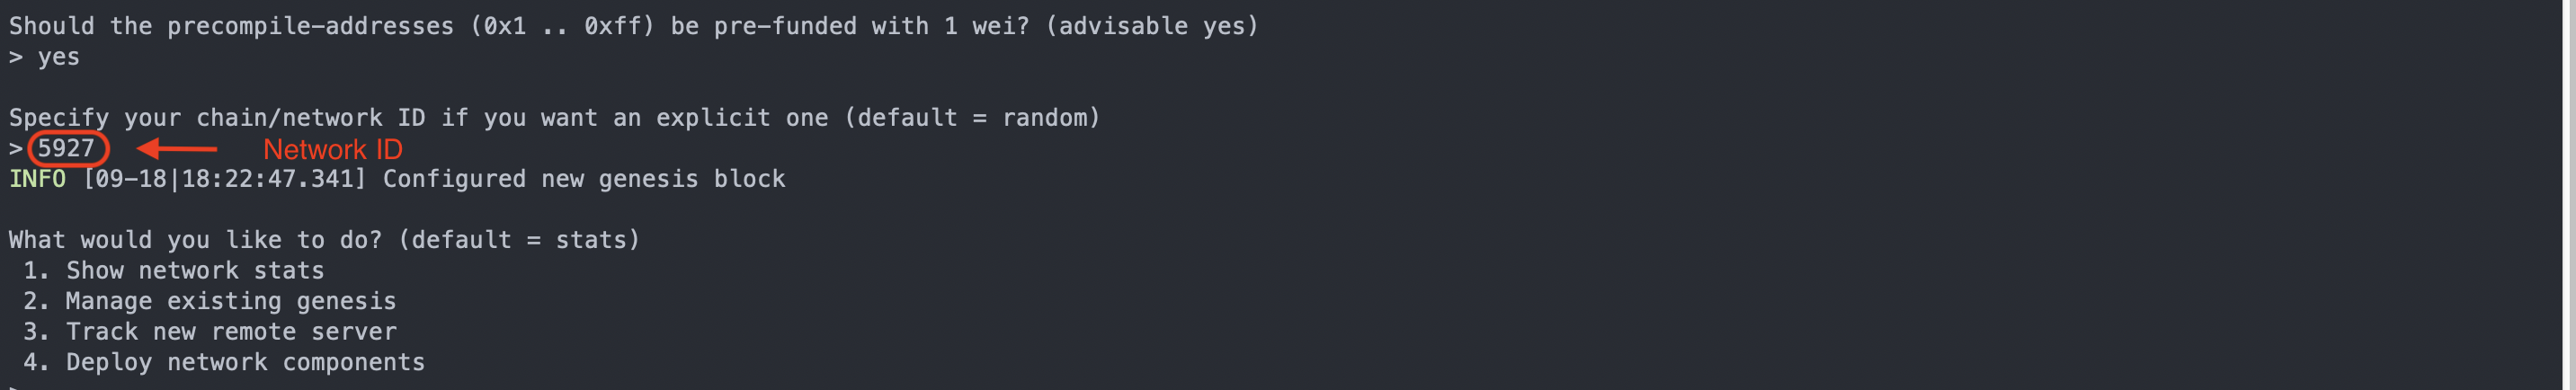 Should the precompile-addresses (0x1 .. 0xff) be pre-funded with 1 wei? (advisable yes)
> yes
Specify your chain/network ID if you want an explicit one (default = random)
> 5927 Network ID
INFO [09-18|18:22:47.341] Configured new genesis block
What would you like to do? (default = stats)
1. Show network stats
2. Manage existing genesis
3. Track new remote server
4. Deploy network components
>